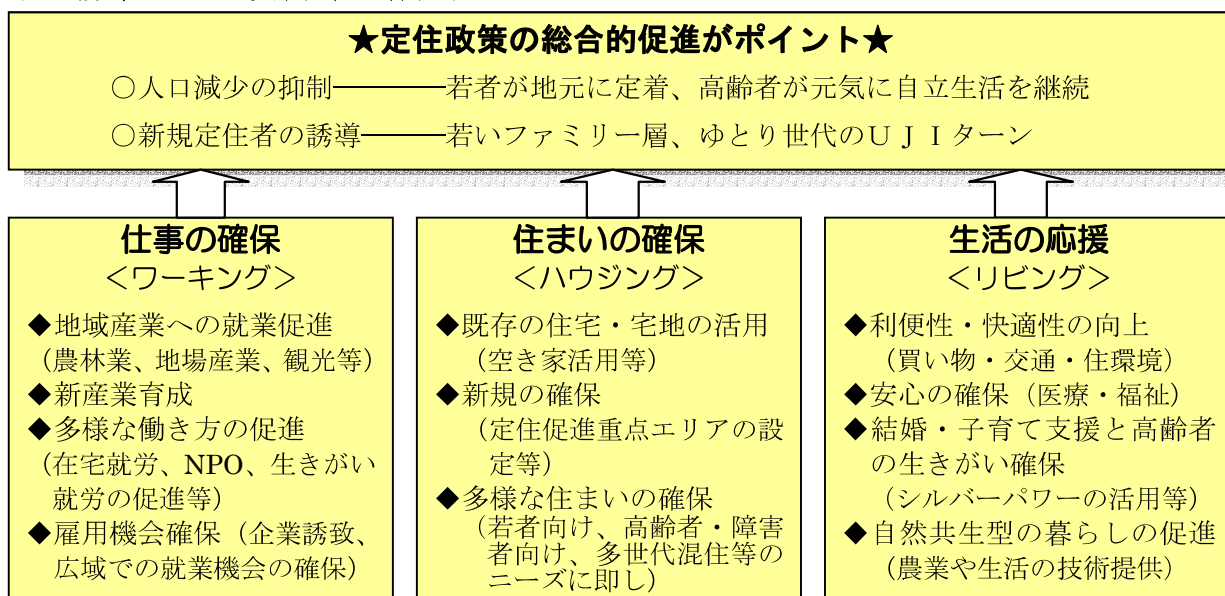 ★定住政策の総合的促進がポイント★
○人口減少の抑制――――若者が地元に定着、高齢者が元気に自立生活を継続
○新規定住者の誘導―――若いファミリー層、ゆとり世代のＵＪＩターン
仕事の確保
＜ワーキング＞
◆地域産業への就業促進
（農林業、地場産業、観光等）
◆新産業育成
◆多様な働き方の促進
（在宅就労、NPO、生きがい
就労の促進等）
◆雇用機会確保（企業誘致、
広域での就業機会の確保）
住まいの確保
＜ハウジング＞
◆既存の住宅・宅地の活用
（空き家活用等）
◆新規の確保
（定住促進重点エリアの設
定等）
◆多様な住まいの確保
（若者向け、高齢者・障害
者向け、多世代混住等の
ニーズに即し）
生活の応援
＜リビング＞
◆利便性・快適性の向上
（買い物・交通・住環境）
◆安心の確保（医療・福祉）
◆結婚・子育て支援と高齢者
の生きがい確保
（シルバーパワーの活用等）
◆自然共生型の暮らしの促進
（農業や生活の技術提供）